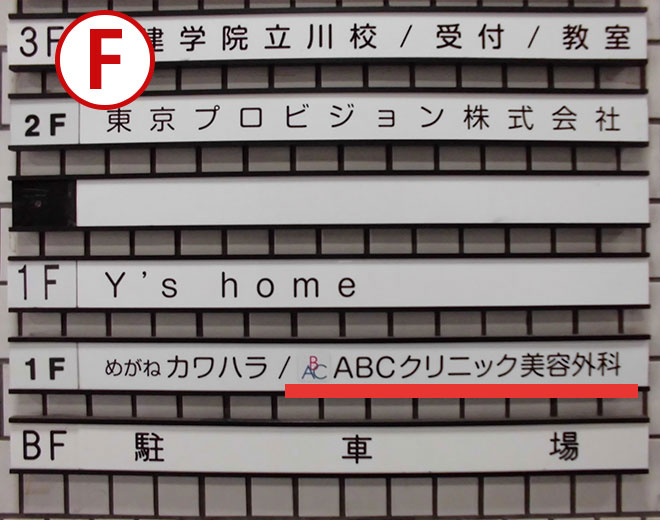 F
3F 建学院立川校/受付/教室
2F 東京プロビジョン株式会社
1F Y's home
1F めがねカワハラ/ABC ABCクリニック美容外科
BF 駐車場